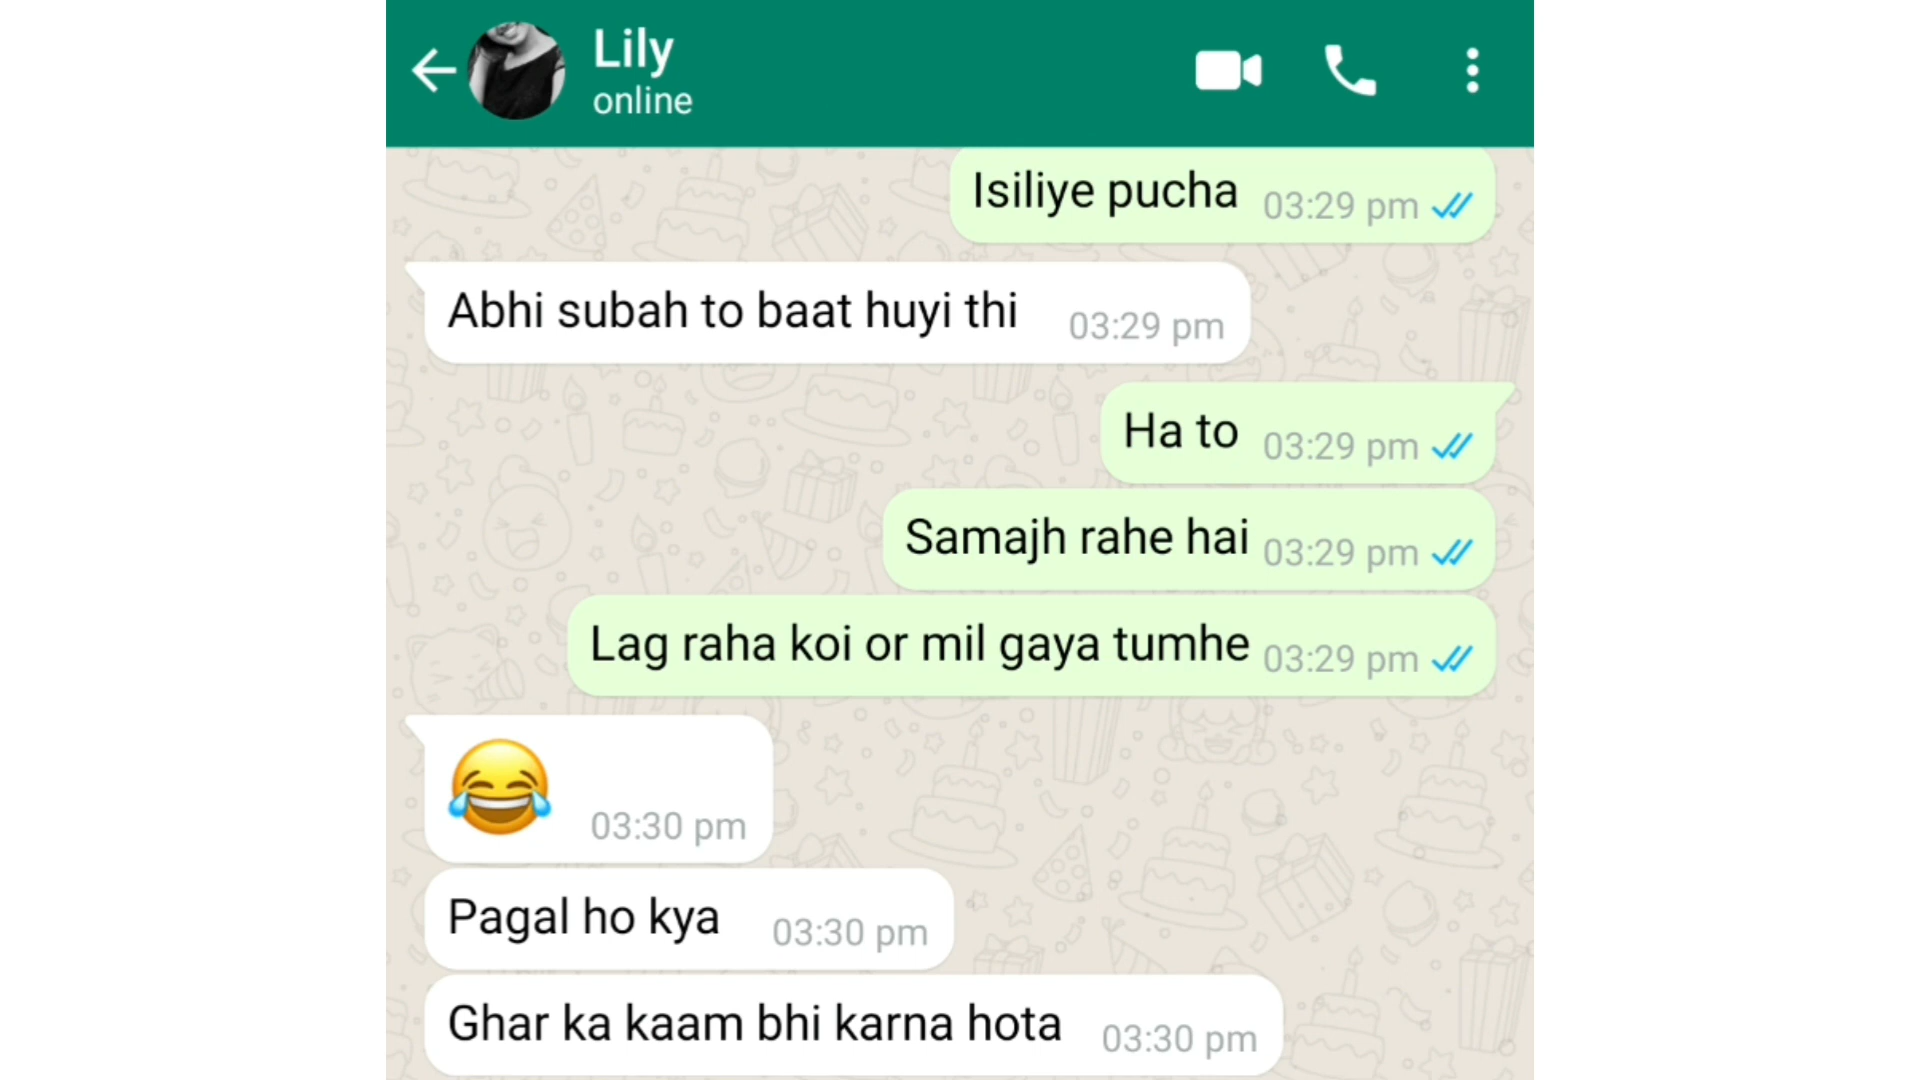 Lily
online
Isiliye pucha 03:29 pm
Abhi subah to baat huyi thi 03:29 pm
Ha to 03:29 pm
Samajh rahe hai 03:29 pm
Lag raha koi or mil gaya tumhe 03:29 pm
😂 03:30 pm
Pagal ho kya 03:30 pm
Ghar ka kaam bhi karna hota 03:30 pm